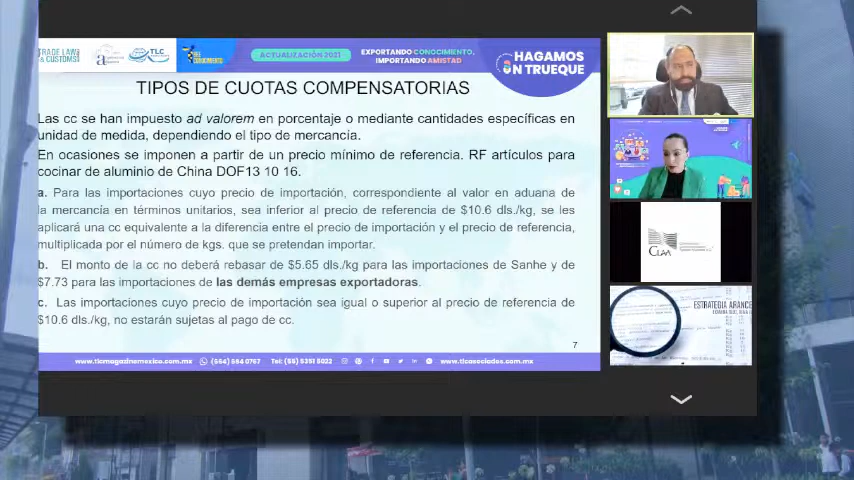 TRADE LAW
& CUSTOMS
TLC
RED
CONOCIMIENTO
ACTUALIZACIÓN 2021
EXPORTANDO CONOCIMIENTO,
IMPORTANDO AMISTAD
HAGAMOS
UN TRUEQUE
TIPOS DE CUOTAS COMPENSATORIAS
Las cc se han impuesto ad valorem en porcentaje o mediante cantidades específicas en
unidad de medida, dependiendo el tipo de mercancía.
En ocasiones se imponen a partir de un precio mínimo de referencia. RF artículos para
cocinar de aluminio de China DOF13 10 16.
a. Para las importaciones cuyo precio de importación, correspondiente al valor en aduana de
la mercancía en términos unitarios, sea inferior al precio de referencia de $10.6 dls./kg, se les
aplicará una cc equivalente a la diferencia entre el precio de importación y el precio de referencia,
multiplicada por el número de kgs. que se pretendan importar.
b. El monto de la cc no deberá rebasar de $5.65 dls./kg para las importaciones de Sanhe y de
$7.73 para las importaciones de las demás empresas exportadoras.
c. Las importaciones cuyo precio de importación sea igual o superior al precio de referencia de
$10.6 dls./kg, no estarán sujetas al pago de cc.
7
www.tlcmagazinemexico.com.mx
Tel: (55) 5351 5022
www.tlcasociados.com.mx
CLAA
ESTRATEGIA ARANCE